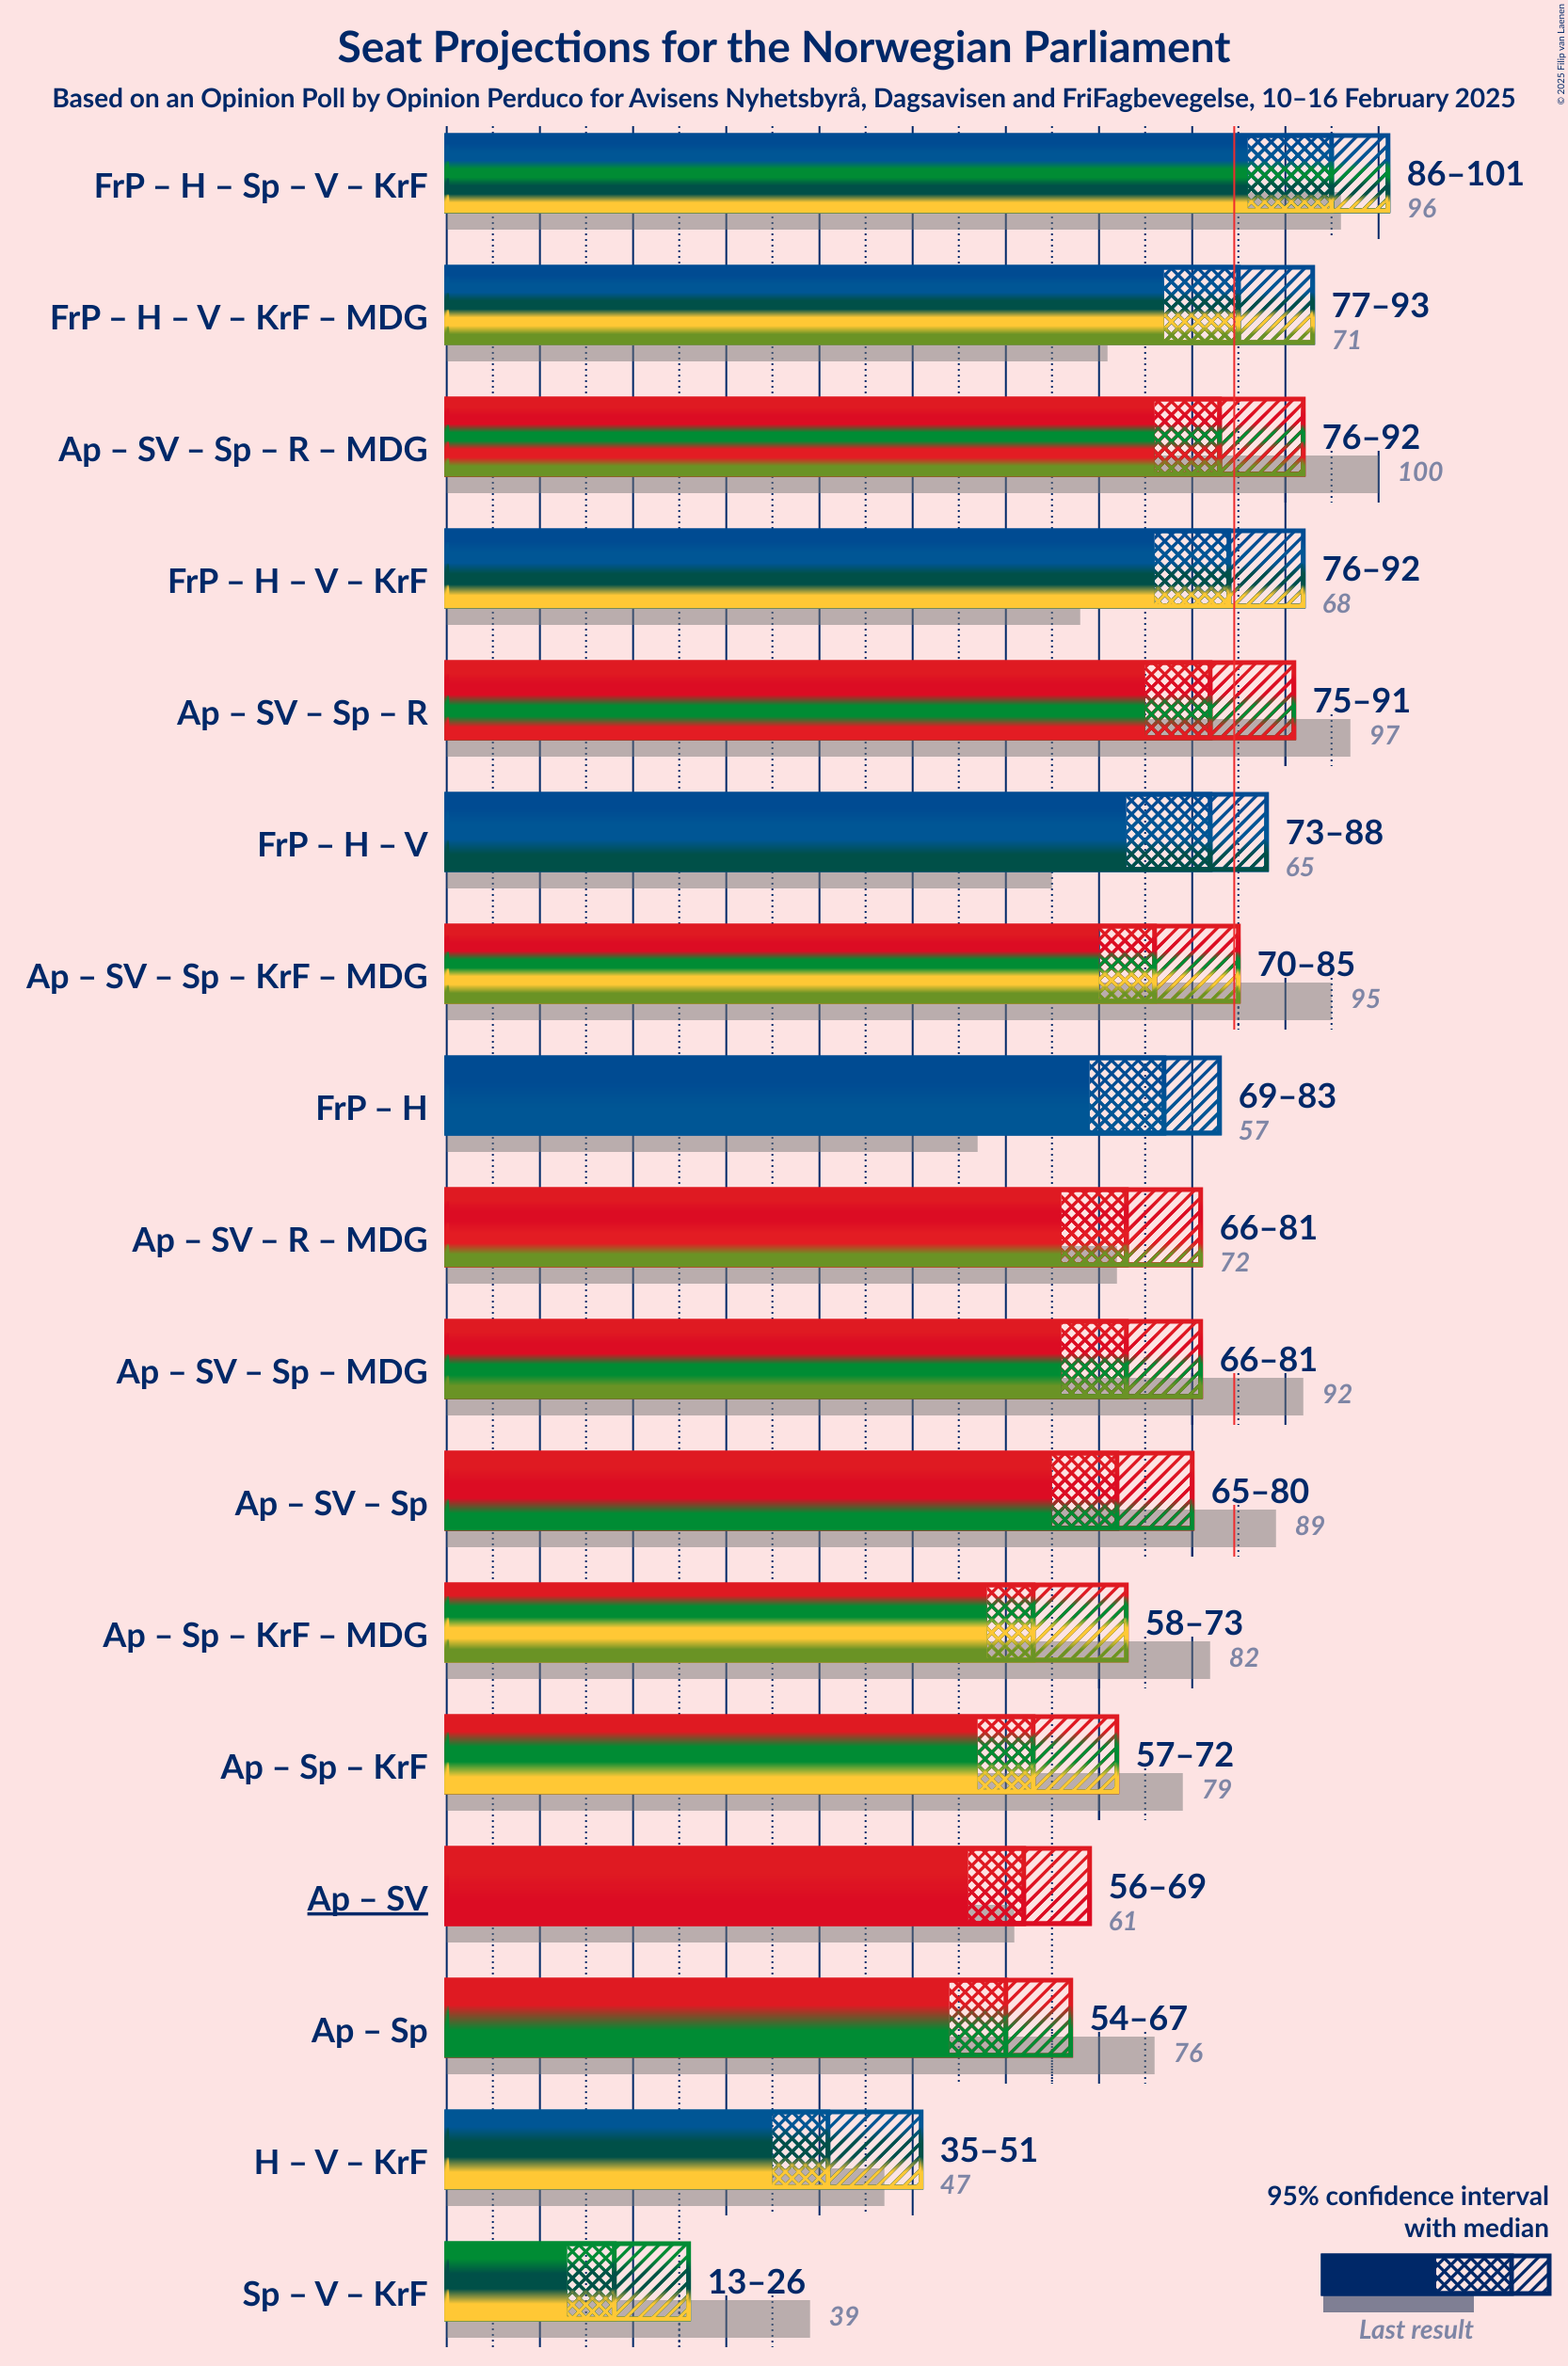 Seat Projections for the Norwegian Parliament
Based on an Opinion Poll by Opinion Perduco for Avisens Nyhetsbyrå, Dagsavisen and FriFagbevegelse, 10–16 February 2025
© 2025 Filip van Laenen
FrP – H – Sp – V – KrF
86–101
96
FrP – H – V – KrF – MDG
77–93
71
Ap – SV – Sp – R – MDG
76–92
100
FrP – H – V – KrF
76–92
68
Ap – SV – Sp – R
75–91
97
FrP – H – V
73–88
65
Ap – SV – Sp – KrF – MDG
70–85
95
FrP – H
69–83
57
Ap – SV – R – MDG
66–81
72
Ap – SV – Sp – MDG
66–81
92
Ap – SV – Sp
65–80
89
Ap – Sp – KrF – MDG
58–73
82
Ap – Sp – KrF
57–72
79
Ap – SV
56–69
61
Ap – Sp
54–67
76
H – V – KrF
35–51
47
Sp – V – KrF
13–26
39
95% confidence interval
with median
Last result